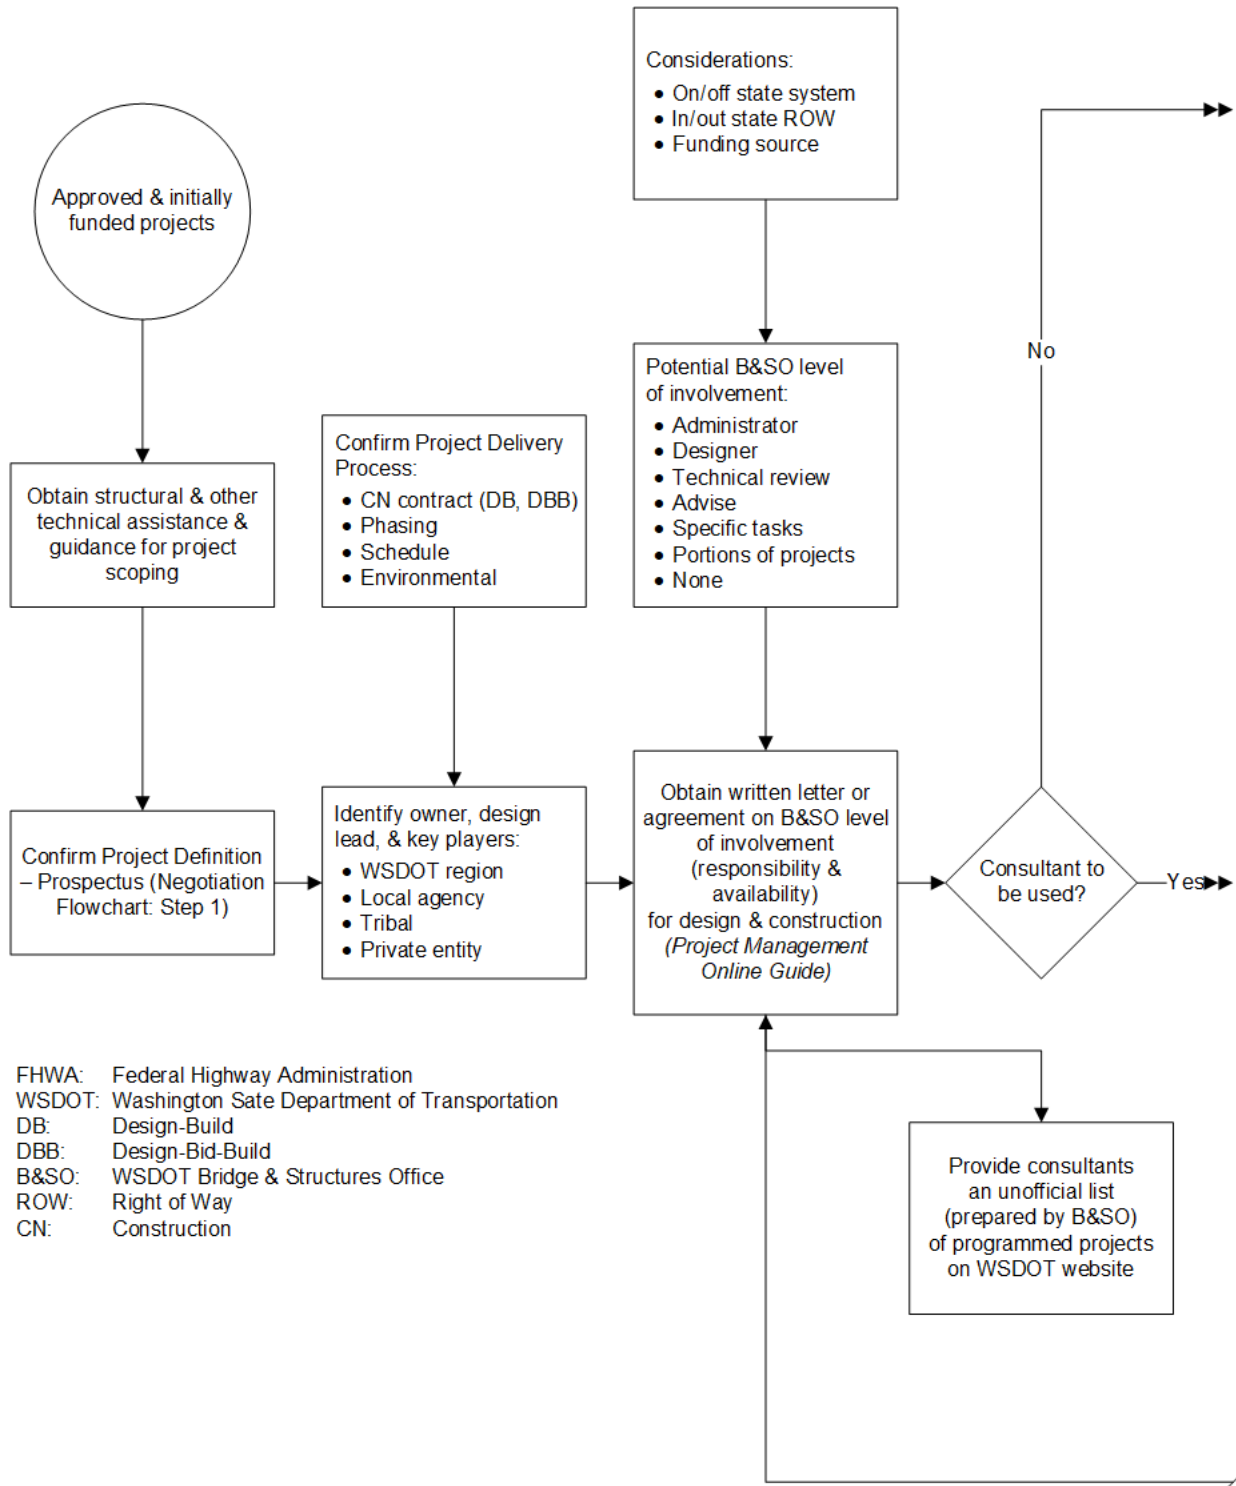 Considerations:
• On/off state system
• In/out state ROW
• Funding source
Approved & initially
funded projects
No
Potential B&SO level
of involvement:
• Administrator
• Designer
• Technical review
• Advise
• Specific tasks
• Portions of projects
• None
Confirm Project Delivery
Process:
• CN contract (DB, DBB)
• Phasing
• Schedule
• Environmental
Obtain structural & other
technical assistance &
guidance for project
scoping
Confirm Project Definition
– Prospectus (Negotiation
Flowchart: Step 1)
Identify owner, design
lead, & key players:
• WSDOT region
• Local agency
• Tribal
• Private entity
Obtain written letter or
agreement on B&SO level
of involvement
(responsibility &
availability)
for design & construction
(Project Management
Online Guide)
Consultant to
be used?
Yes
FHWA: Federal Highway Administration
WSDOT: Washington Sate Department of Transportation
DB: Design-Build
DBB: Design-Bid-Build
B&SO: WSDOT Bridge & Structures Office
ROW: Right of Way
CN: Construction
Provide consultants
an unofficial list
(prepared by B&SO)
of programmed projects
on WSDOT website